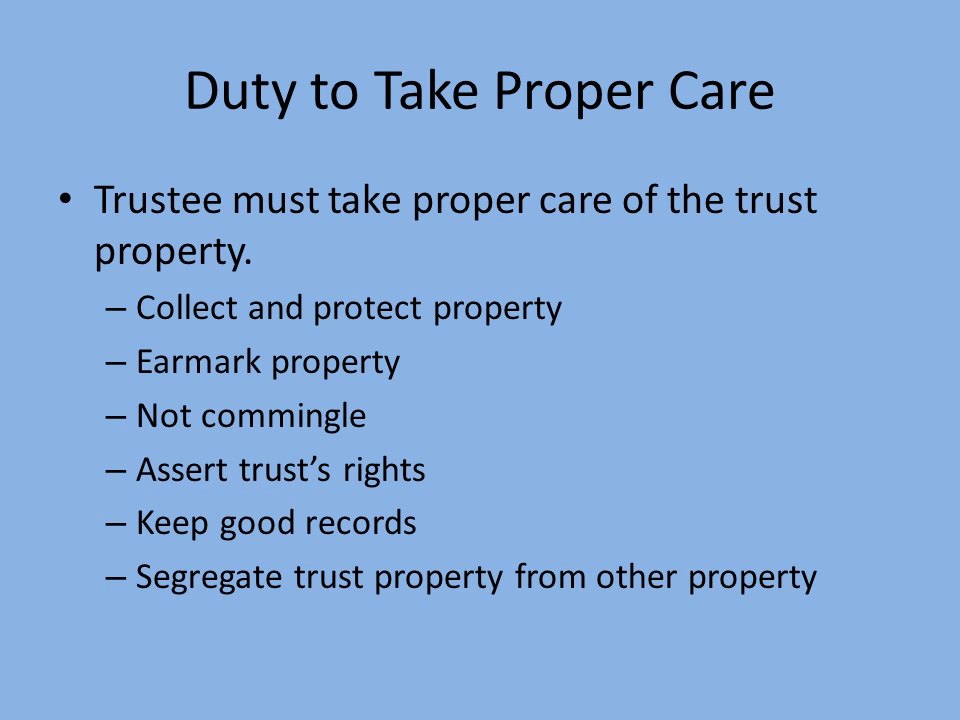 Duty to Take Proper Care
• Trustee must take proper care of the trust
property.
– Collect and protect property
– Earmark property
– Not commingle
– Assert trust’s rights
– Keep good records
– Segregate trust property from other property